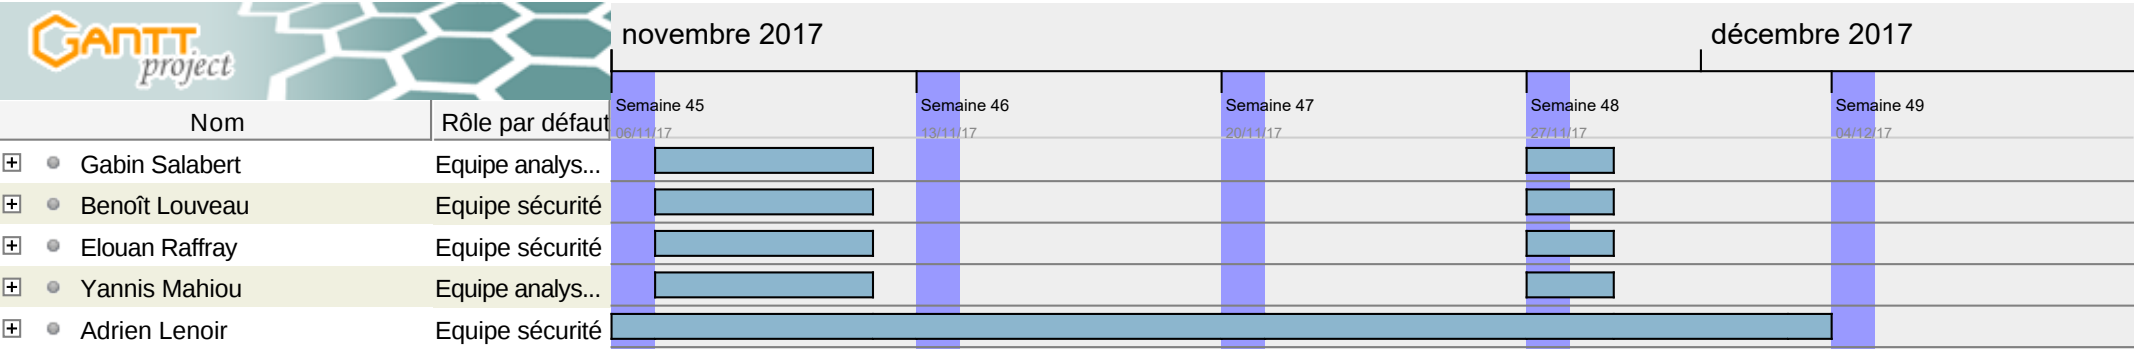 GANTT
project
novembre 2017
décembre 2017
Semaine 45
Semaine 46
Semaine 47
Semaine 48
Semaine 49
06/11/17
13/11/17
20/11/17
27/11/17
04/12/17
Nom
Rôle par défaut
Gabin Salabert
Equipe analys...
Benoît Louveau
Equipe sécurité
Elouan Raffray
Equipe sécurité
Yannis Mahiou
Equipe analys...
Adrien Lenoir
Equipe sécurité